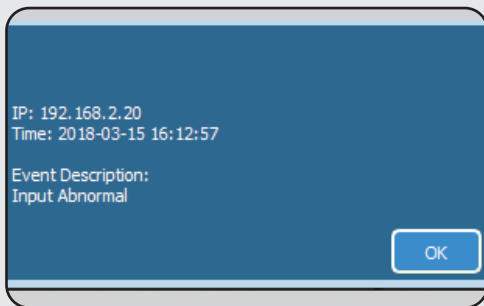 IP: 192.168.2.20
Time: 2018-03-15 16:12:57
Event Description:
Input Abnormal
OK